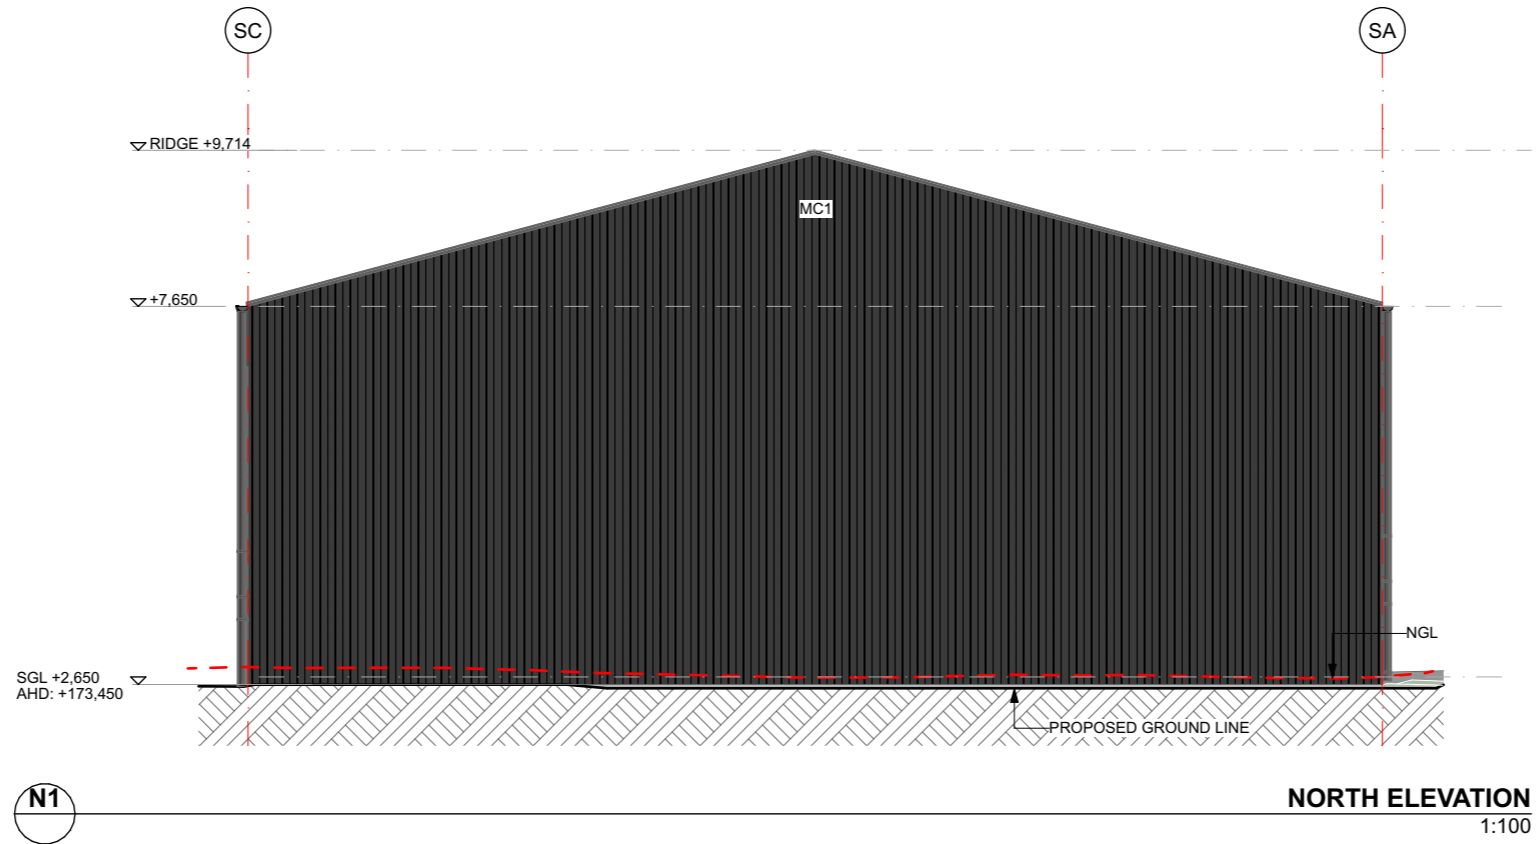 SC
SA
RIDGE +9,714
MC1
+7,650
NGL
SGL +2,650
AHD: +173,450
PROPOSED GROUND LINE
N1
NORTH ELEVATION
1:100